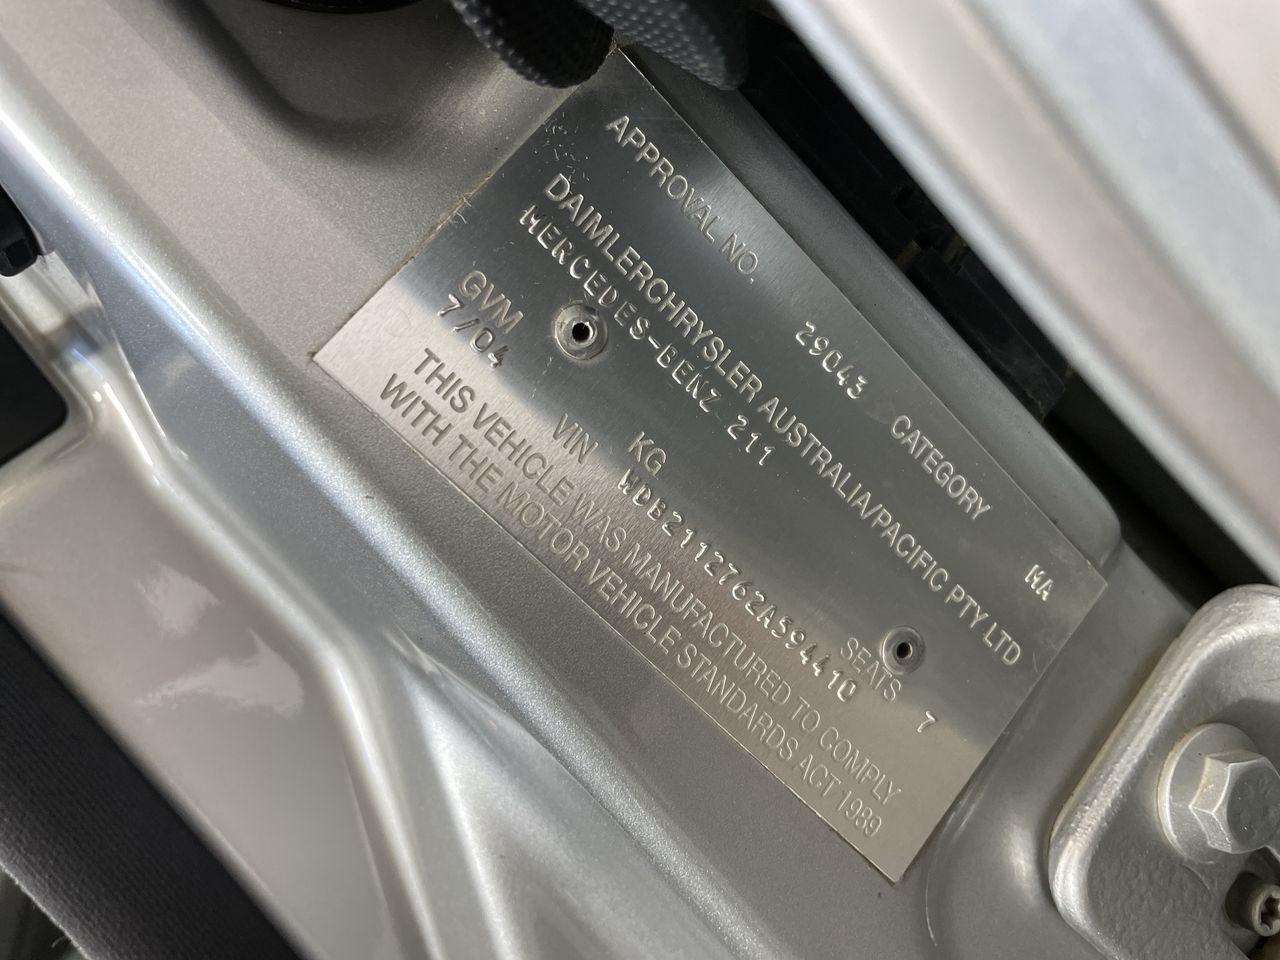 APPROVAL NO. 29043 CATEGORY MA
DAIMLERCHRYSLER AUSTRALIA/PACIFIC PTY LTD
MERCEDES-BENZ 211
GVM KG SEATS 7
7/04 VIN WDB2112762A594410
THIS VEHICLE WAS MANUFACTURED TO COMPLY
WITH THE MOTOR VEHICLE STANDARDS ACT 1989